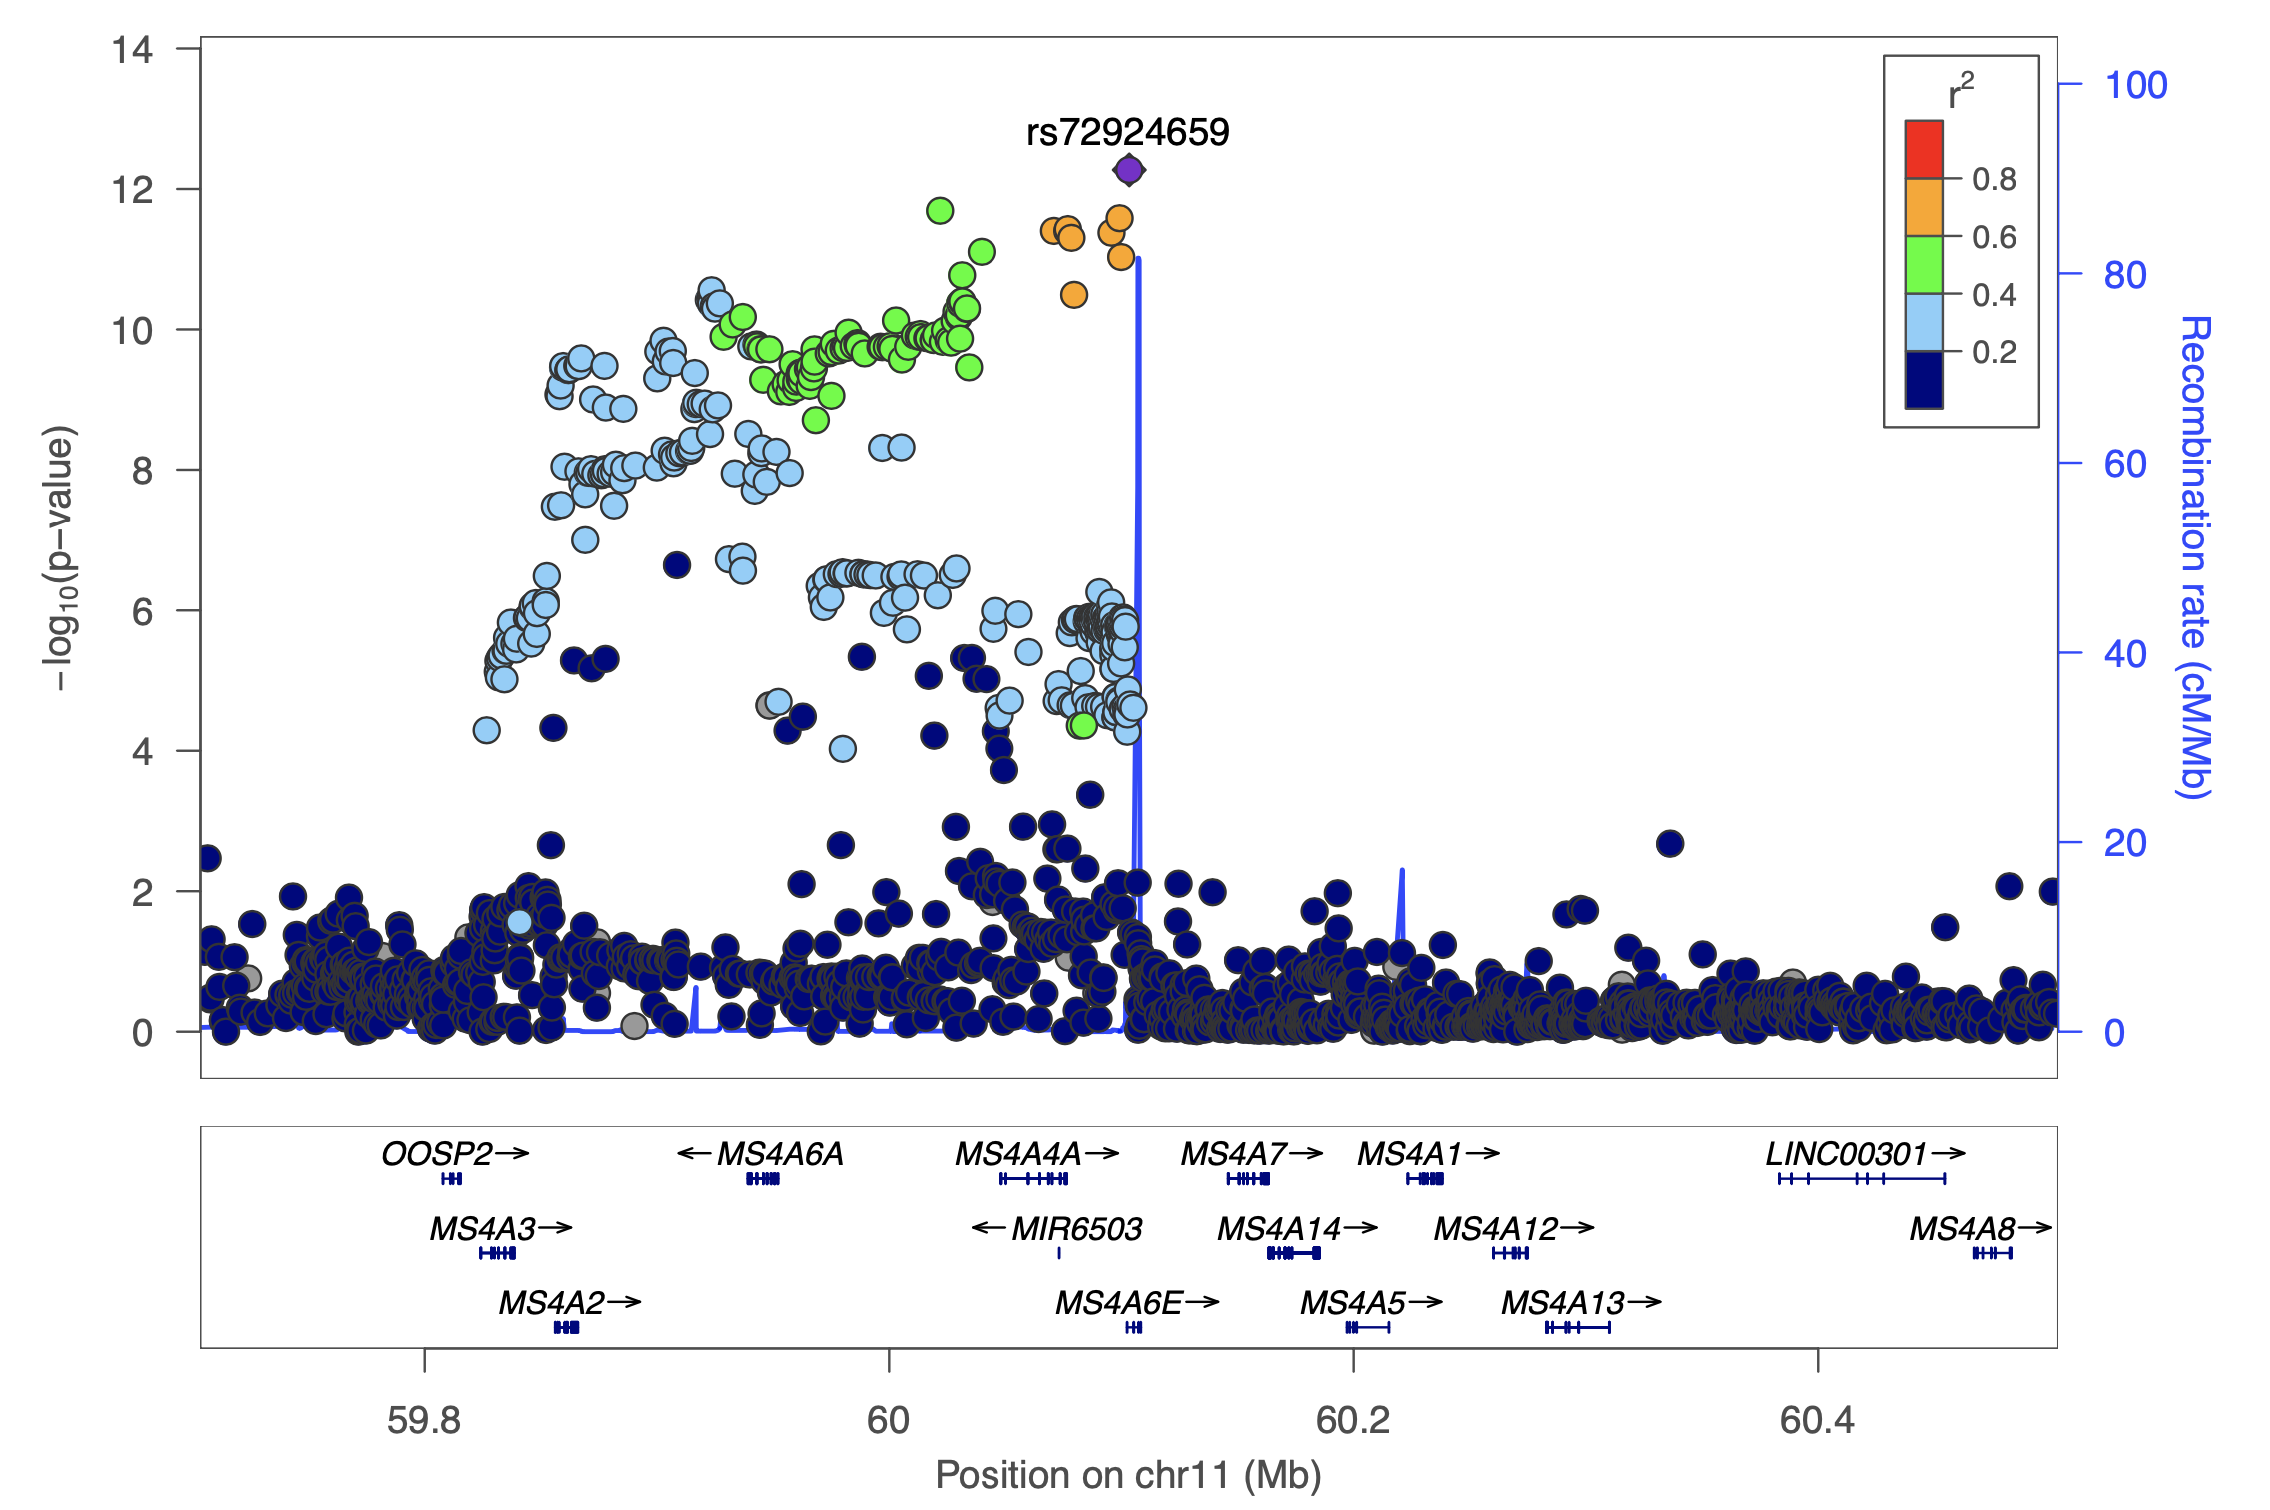 14
12
10
8
6
4
2
0
−log10(p−value)
rs72924659
r2
0.8
0.6
0.4
0.2
100
80
60
40
20
0
Recombination rate (cM/Mb)
OOSP2→ ←MS4A6A MS4A4A→ MS4A7→ MS4A1→ LINC00301→
MS4A3→ ←MIR6503 MS4A14→ MS4A12→ MS4A8→
MS4A2→ MS4A6E→ MS4A5→ MS4A13→
59.8 60 60.2 60.4
Position on chr11 (Mb)